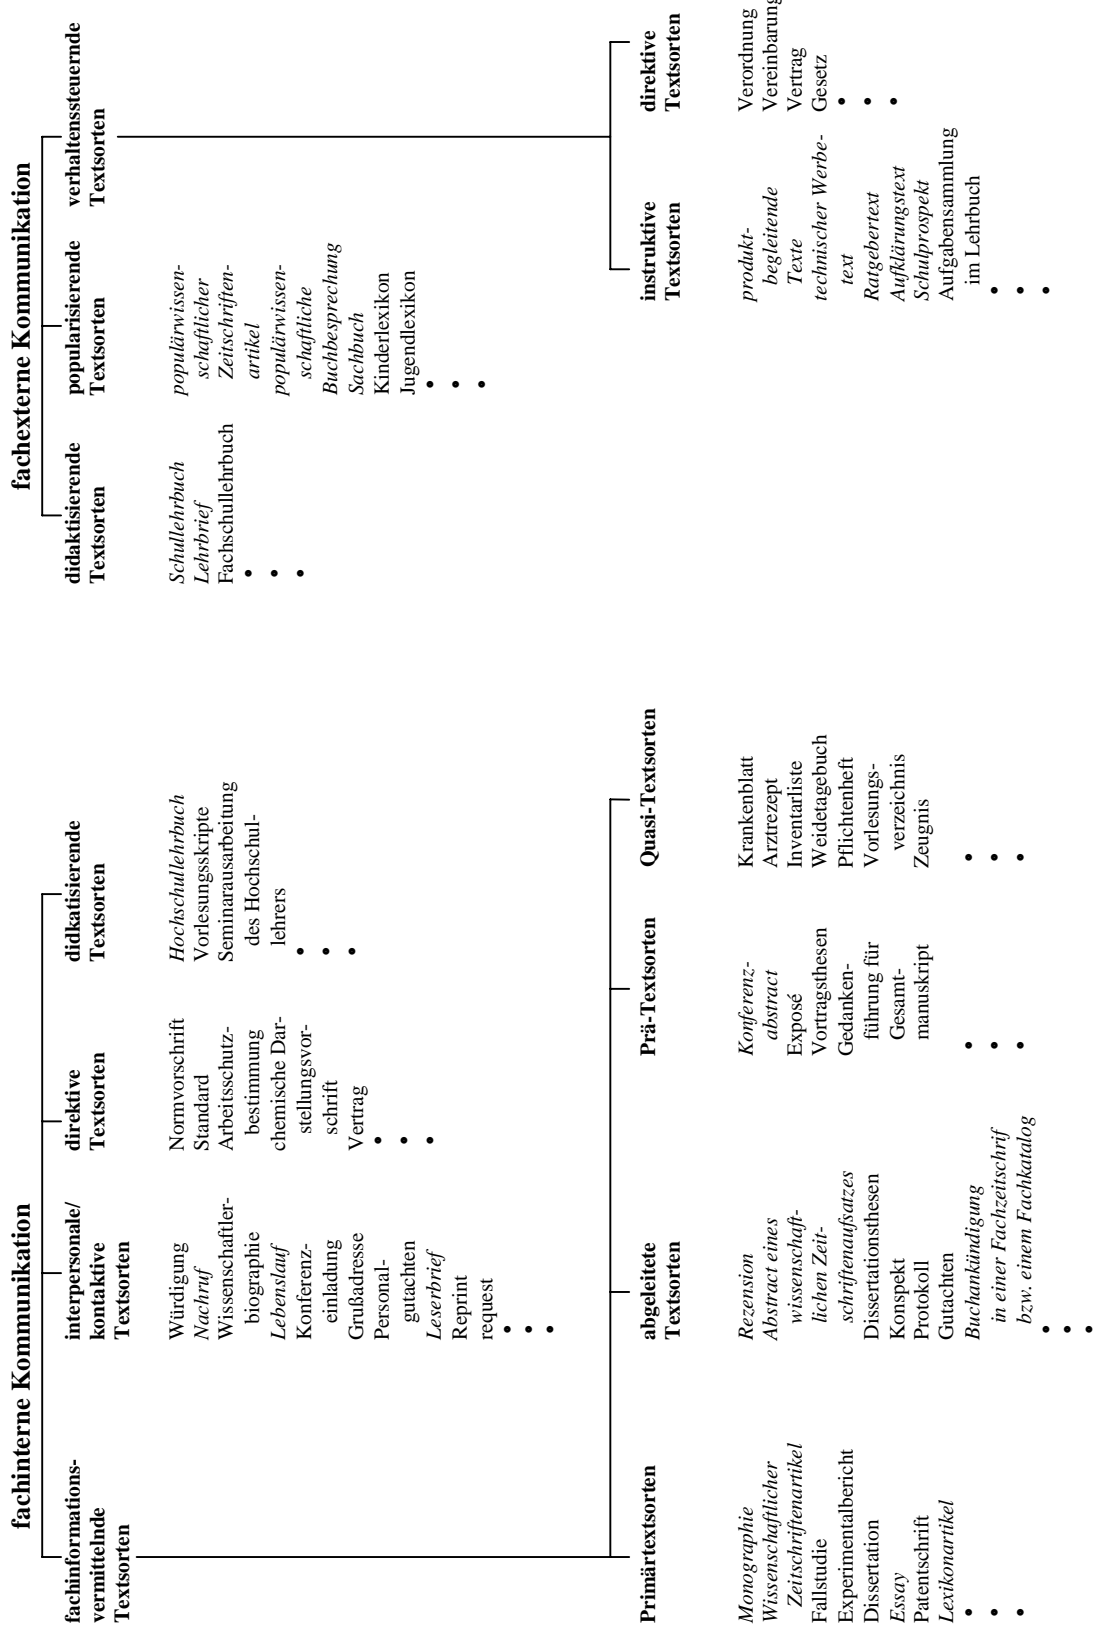 fachinterne Kommunikation
fachinformations-
vermittelnde
Textsorten
interpersonale/
kontaktive
Textsorten
Würdigung
Nachruf
Wissenschaftler-
biographie
Lebenslauf
Konferenz-
einladung
Grußadresse
Personal-
gutachten
Leserbrief
Reprint
request
•
•
•
direktive
Textsorten
Normvorschrift
Standard
Arbeitsschutz-
bestimmung
chemische Dar-
stellungsvor-
schrift
Vertrag
•
•
•
didkatisierende
Textsorten
Hochschullehrbuch
Vorlesungsskripte
Seminarausarbeitung
des Hochschul-
lehrers
•
•
•
Primärtextsorten
Monographie
Wissenschaftlicher
Zeitschriftenartikel
Fallstudie
Experimentalbericht
Dissertation
Essay
Patentschrift
Lexikonartikel
•
•
•
abgeleitete
Textsorten
Rezension
Abstract eines
wissenschaft-
lichen Zeit-
schriftenaufsatzes
Dissertationsthesen
Konspekt
Protokoll
Gutachten
Buchankündigung
in einer Fachzeitschrif
bzw. einem Fachkatalog
•
•
•
Prä-Textsorten
Konferenz-
abstract
Exposé
Vortragsthesen
Gedanken-
führung für
Gesamt-
manuskript
•
•
•
Quasi-Textsorten
Krankenblatt
Arztrezept
Inventarliste
Weidetagebuch
Pflichtenheft
Vorlesungs-
verzeichnis
Zeugnis
•
•
•
fachexterne Kommunikation
didaktisierende
Textsorten
Schullehrbuch
Lehrbrief
Fachschullehrbuch
•
•
•
popularisierende
Textsorten
populärwissen-
schaftlicher
Zeitschriften-
artikel
populärwissen-
schaftliche
Buchbesprechung
Sachbuch
Kinderlexikon
Jugendlexikon
•
•
•
verhaltenssteuernde
Textsorten
instruktive
Textsorten
produkt-
begleitende
Texte
technischer Werbe-
text
Ratgebertext
Aufklärungstext
Schulprospekt
Aufgabensammlung
im Lehrbuch
•
•
•
direktive
Textsorten
Verordnung
Vereinbarung
Vertrag
Gesetz
•
•
•